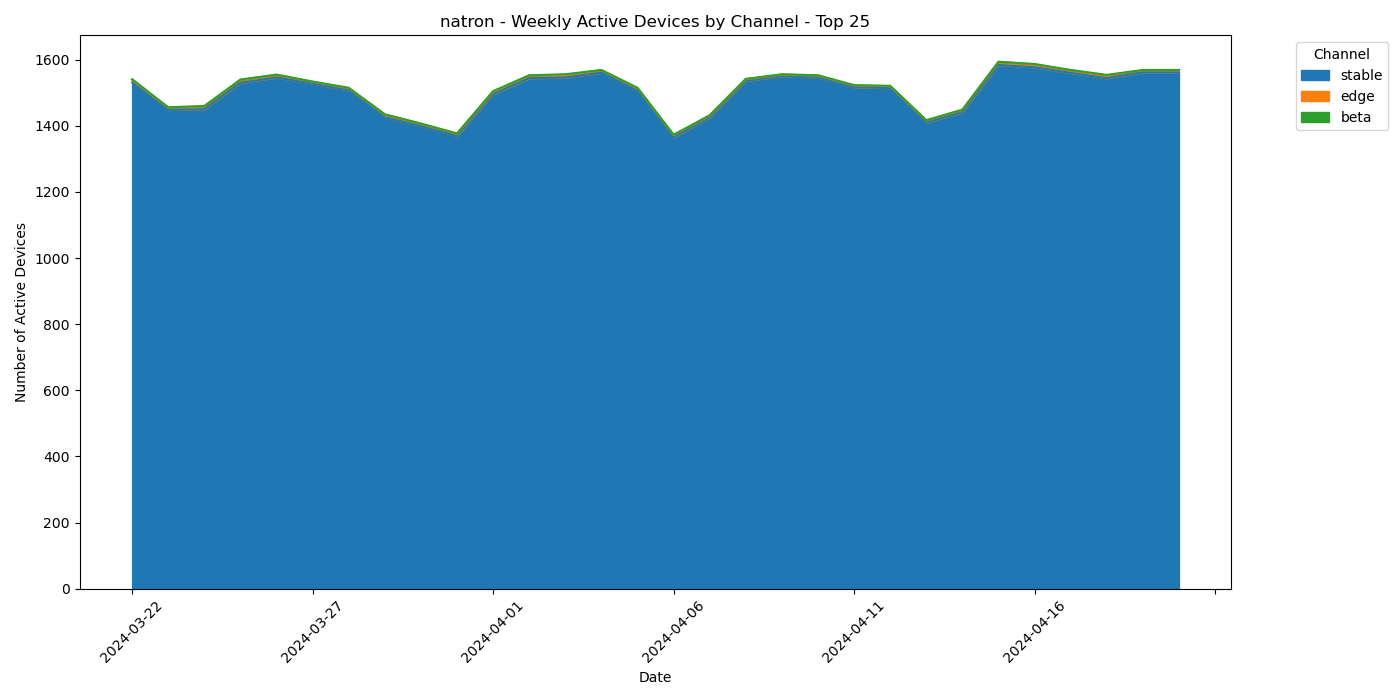 natron - Weekly Active Devices by Channel - Top 25
Channel
stable
edge
beta
Number of Active Devices
1600
1400
1200
1000
800
600
400
200
0
2024-03-22
2024-03-27
2024-04-01
2024-04-06
2024-04-11
2024-04-16
Date